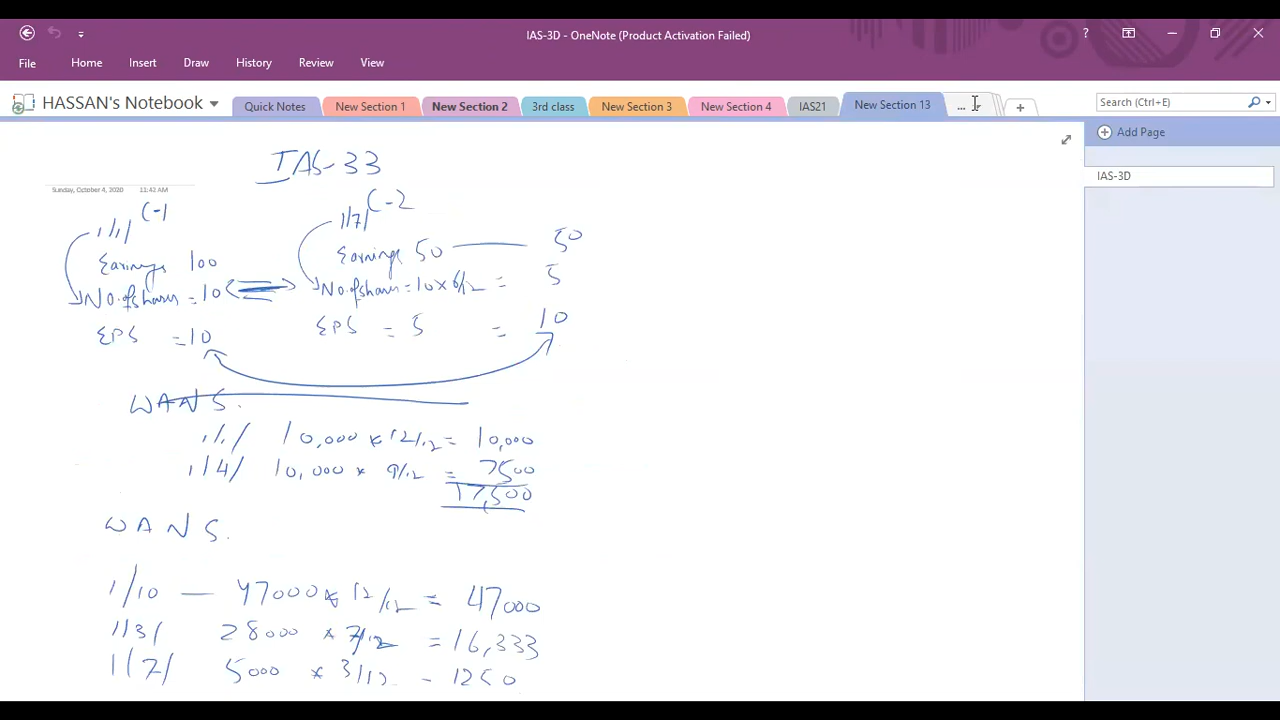 IAS-3D - OneNote (Product Activation Failed)
File Home Insert Draw History Review View
HASSAN's Notebook Quick Notes New Section 1 New Section 2 3rd class New Section 3 New Section 4 IAS21 New Section 13 ... Search (Ctrl+E)
Add Page
IAS-3D
IAS-33
Sunday, October 4, 2020 11:42 AM
1/1/ C-1
Earnings 100
No. of shares = 10
EPS = 10
1/7/ C-2
Earnings 50 50
No. of shares = 10 x 6/12 = 5
EPS = 5 = 10
WANS.
1/1/ 10,000 x 12/12 = 10,000
1/4/ 10,000 x 9/12 = 7500
17,500
WANS.
1/10 — 47000 x 12/12 = 47000
1/3/ 28000 x 7/12 = 16,333
1/7/ 5000 x 3/12 - 1250